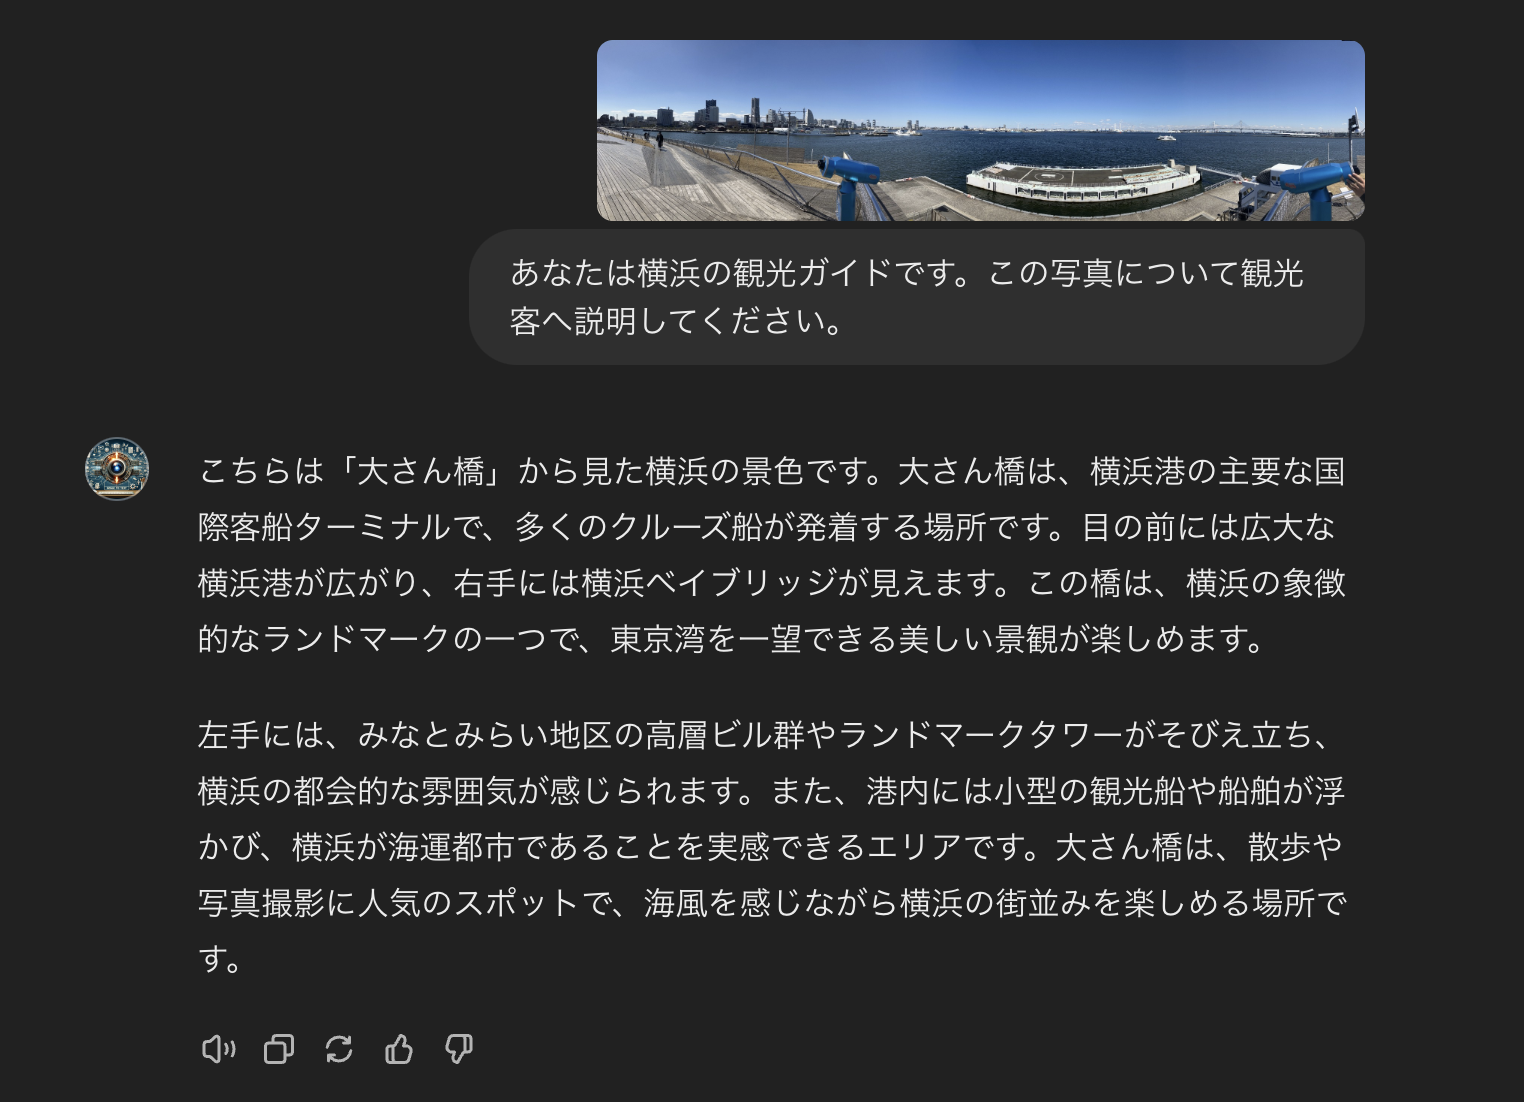 あなたは横浜の観光ガイドです。この写真について観光
客へ説明してください。
こちらは「大さん橋」から見た横浜の景色です。大さん橋は、横浜港の主要な国
際客船ターミナルで、多くのクルーズ船が発着する場所です。目の前には広大な
横浜港が広がり、右手には横浜ベイブリッジが見えます。この橋は、横浜の象徴
的なランドマークの一つで、東京湾を一望できる美しい景観が楽しめます。
左手には、みなとみらい地区の高層ビル群やランドマークタワーがそびえ立ち、
横浜の都会的な雰囲気が感じられます。また、港内には小型の観光船や船舶が浮
かび、横浜が海運都市であることを実感できるエリアです。大さん橋は、散歩や
写真撮影に人気のスポットで、海風を感じながら横浜の街並みを楽しめる場所で
す。